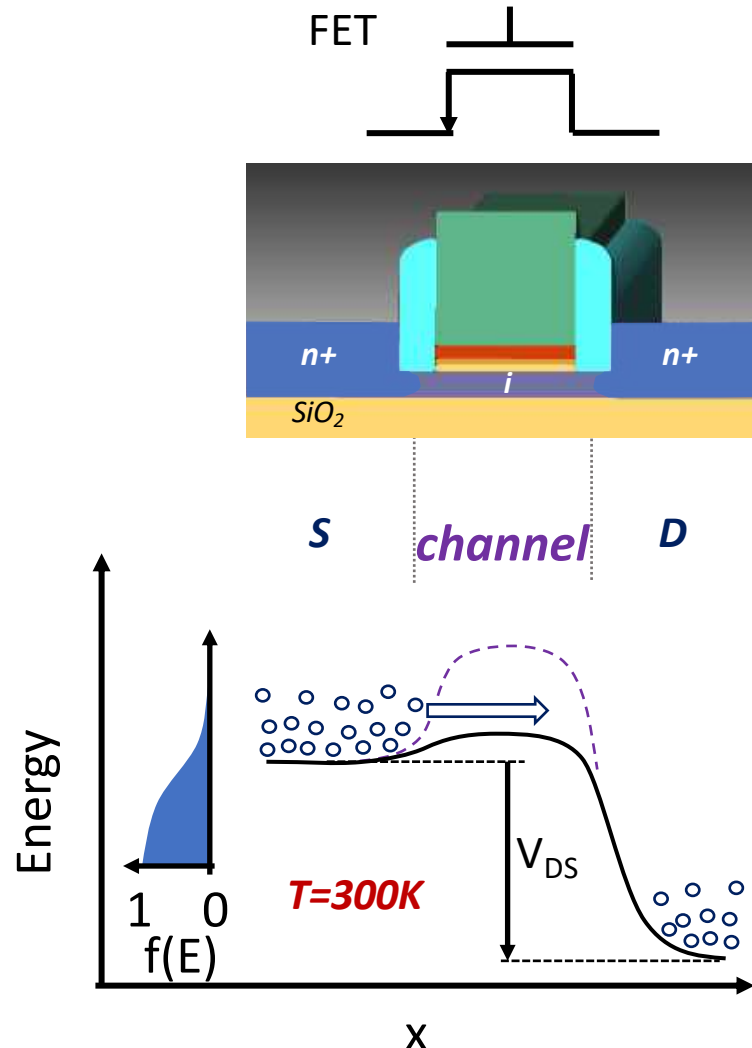 FET
n+
i
n+
SiO2
S
channel
D
Energy
VDS
T=300K
1
0
f(E)
x